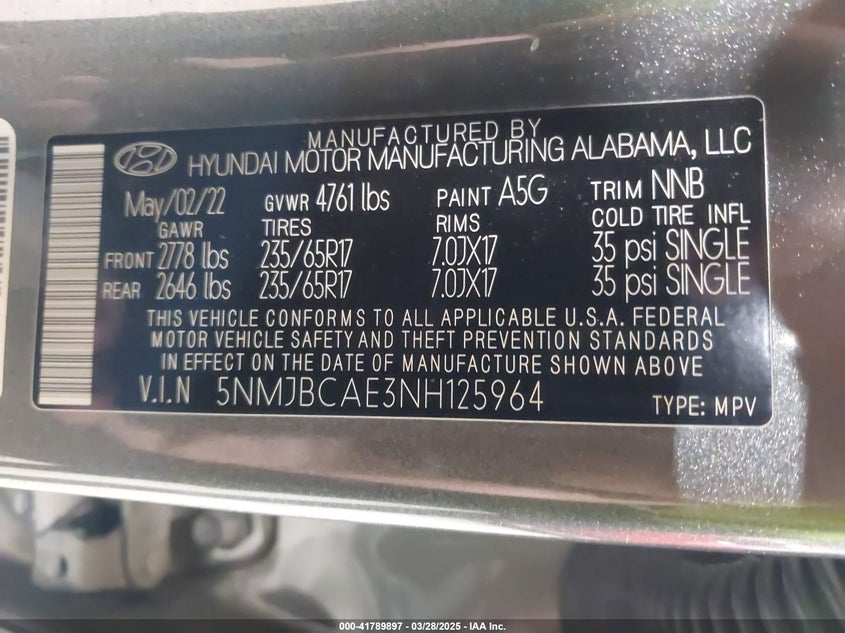 MANUFACTURED BY
HYUNDAI MOTOR MANUFACTURING ALABAMA, LLC
May/02/22 GVWR 4761 lbs PAINT A5G TRIM NNB
GAWR TIRES RIMS COLD TIRE INFL
FRONT 2778 lbs 235/65R17 7.0JX17 35 psi SINGLE
REAR 2646 lbs 235/65R17 7.0JX17 35 psi SINGLE
THIS VEHICLE CONFORMS TO ALL APPLICABLE U.S.A. FEDERAL
MOTOR VEHICLE SAFETY AND THEFT PREVENTION STANDARDS
IN EFFECT ON THE DATE OF MANUFACTURE SHOWN ABOVE
V.I.N 5NMJBCAE3NH125964 TYPE: MPV
000-41789897 - 03/28/2025 - IAA Inc.